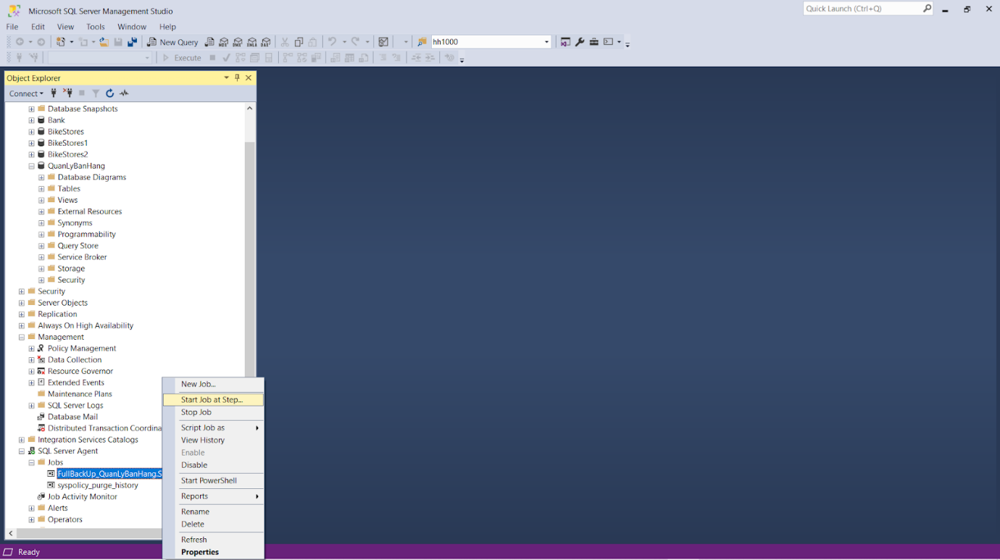 Microsoft SQL Server Management Studio
Quick Launch (Ctrl+Q)
File Edit View Tools Window Help
New Query
MDX
DMX
XMLA
DAX
hh1000
Execute
Object Explorer
Connect
Database Snapshots
Bank
BikeStores
BikeStores1
BikeStores2
QuanLyBanHang
Database Diagrams
Tables
Views
External Resources
Synonyms
Programmability
Query Store
Service Broker
Storage
Security
Security
Server Objects
Replication
Always On High Availability
Management
Policy Management
Data Collection
Resource Governor
Extended Events
Maintenance Plans
SQL Server Logs
Database Mail
Distributed Transaction Coordina
Integration Services Catalogs
SQL Server Agent
Jobs
FullBackUp_QuanLyBanHang.S
syspolicy_purge_history
Job Activity Monitor
Alerts
Operators
New Job...
Start Job at Step...
Stop Job
Script Job as
View History
Enable
Disable
Start PowerShell
Reports
Rename
Delete
Refresh
Properties
Ready